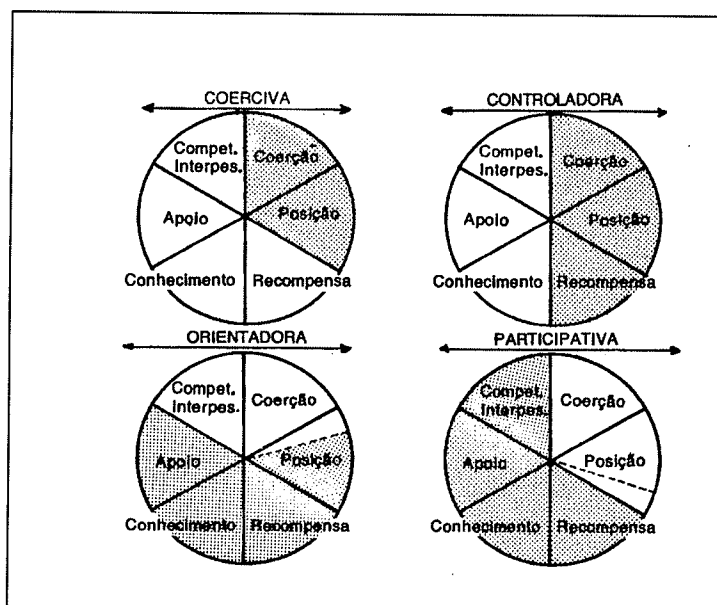 COERCIVA
Compet.
Interpes.
Coerção
Apoio
Posição
Conhecimento
Recompensa
CONTROLADORA
Compet.
Interpes.
Coerção
Apoio
Posição
Conhecimento
Recompensa
ORIENTADORA
Compet.
Interpes.
Coerção
Apoio
Posição
Conhecimento
Recompensa
PARTICIPATIVA
Compet.
Interpes.
Coerção
Apoio
Posição
Conhecimento
Recompensa